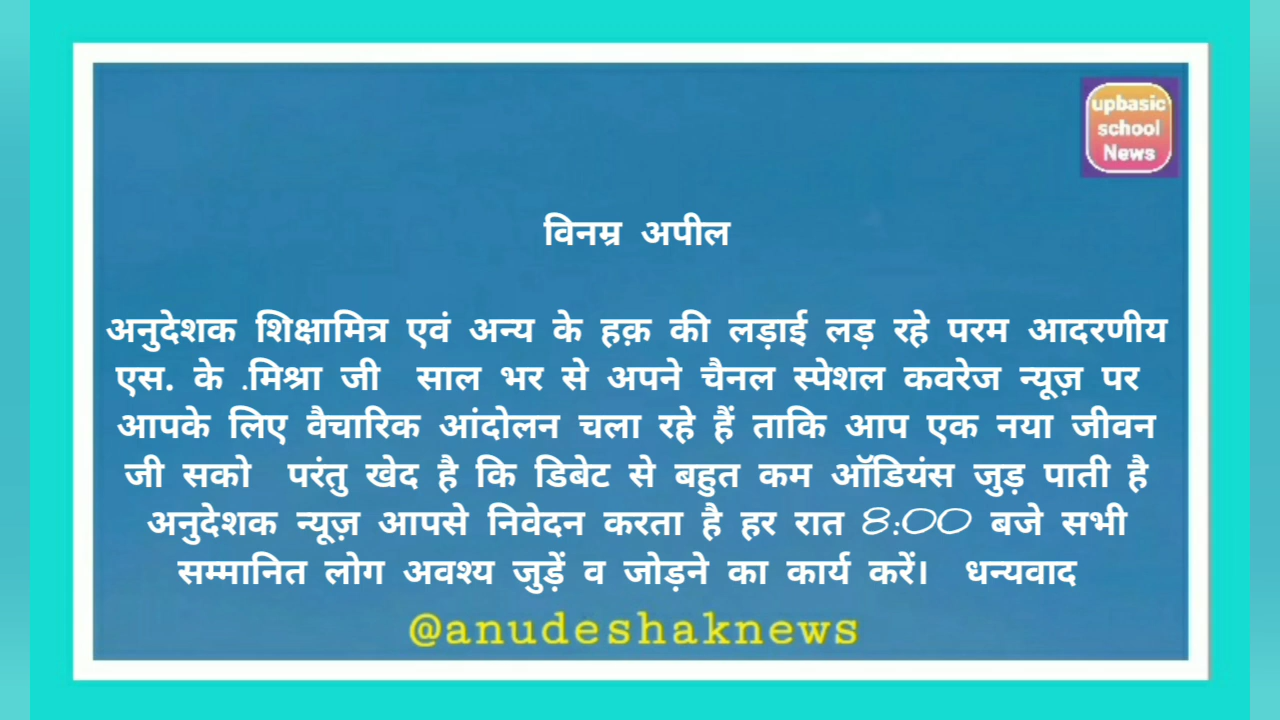 upbasic
school
News
विनम्र अपील
अनुदेशक शिक्षामित्र एवं अन्य के हक़ की लड़ाई लड़ रहे परम आदरणीय
एस. के .मिश्रा जी साल भर से अपने चैनल स्पेशल कवरेज न्यूज़ पर
आपके लिए वैचारिक आंदोलन चला रहे हैं ताकि आप एक नया जीवन
जी सको परंतु खेद है कि डिबेट से बहुत कम ऑडियंस जुड़ पाती है
अनुदेशक न्यूज़ आपसे निवेदन करता है हर रात 8:00 बजे सभी
सम्मानित लोग अवश्य जुड़ें व जोड़ने का कार्य करें। धन्यवाद
@anudeshaknews